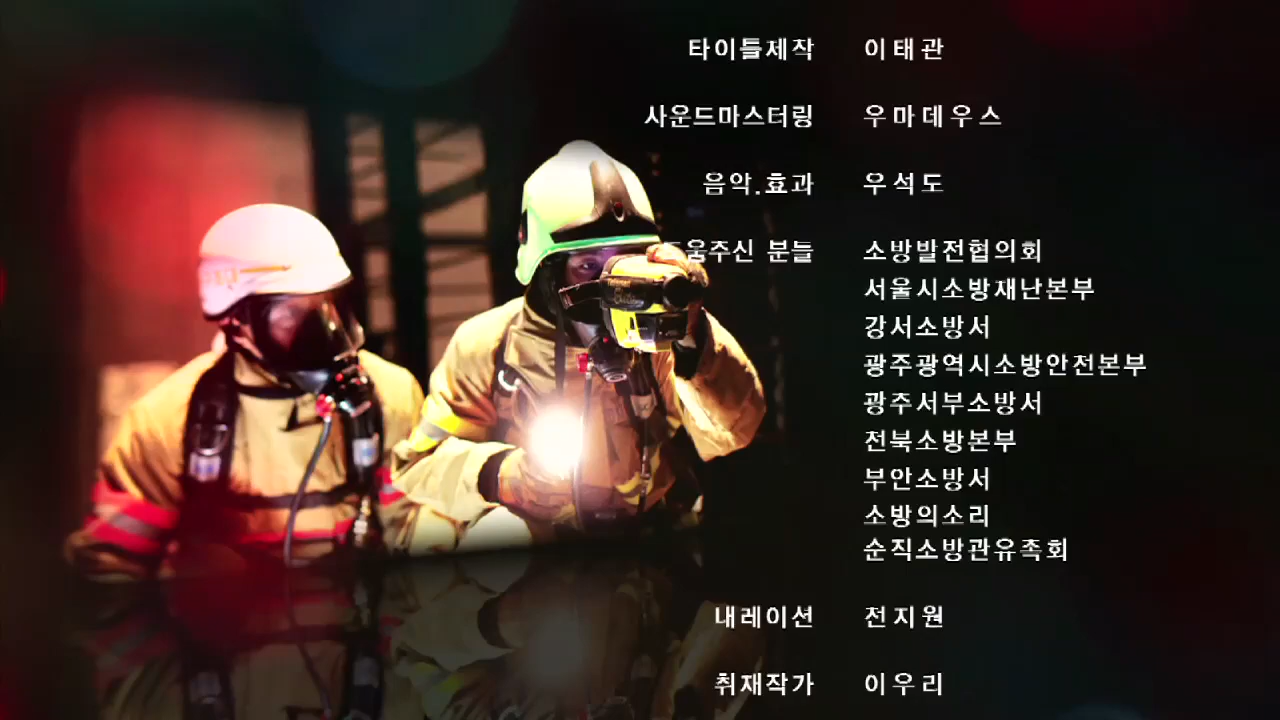 타이틀제작 이태관
사운드마스터링 우마데우스
음악.효과 우석도
도움주신 분들 소방발전협의회
서울시소방재난본부
강서소방서
광주광역시소방안전본부
광주서부소방서
전북소방본부
부안소방서
소방의소리
순직소방관유족회
내레이션 전지원
취재작가 이우리